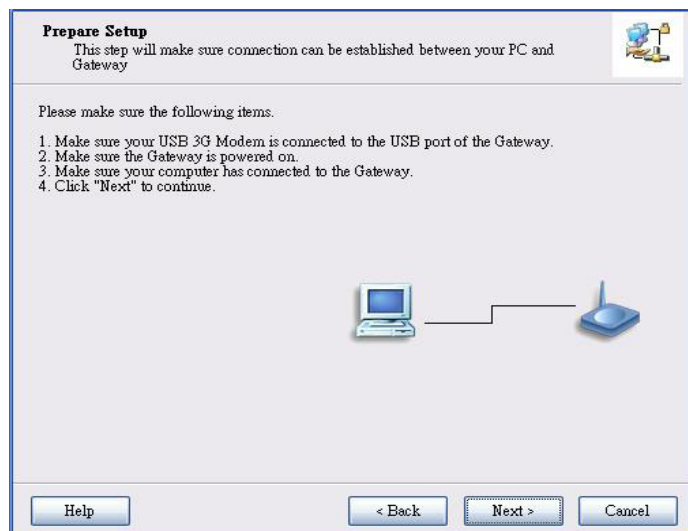 Prepare Setup
This step will make sure connection can be established between your PC and
Gateway
Please make sure the following items.
1. Make sure your USB 3G Modem is connected to the USB port of the Gateway.
2. Make sure the Gateway is powered on.
3. Make sure your computer has connected to the Gateway.
4. Click "Next" to continue.
Help
< Back
Next >
Cancel